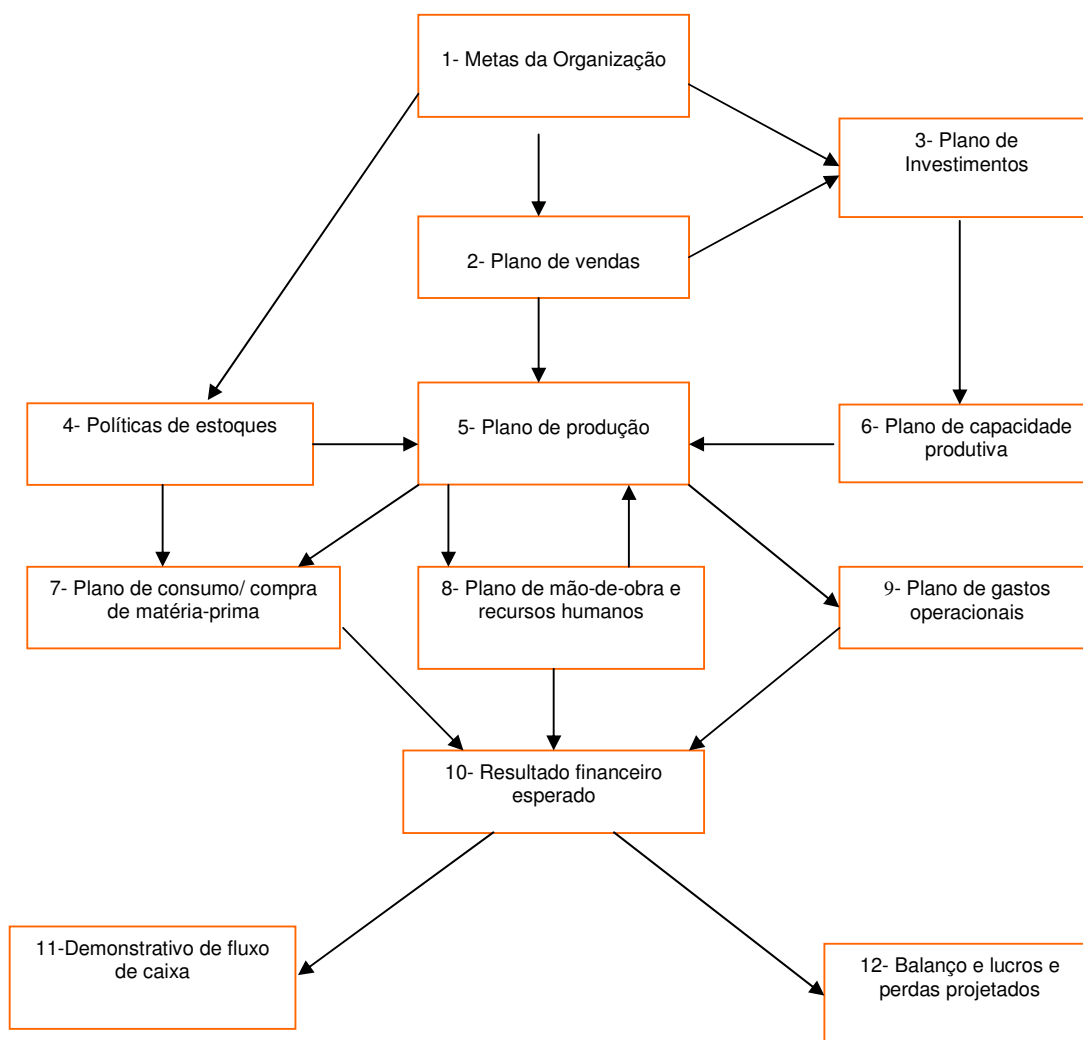 1- Metas da Organização
3- Plano de
Investimentos
2- Plano de vendas
4- Políticas de estoques
5- Plano de produção
6- Plano de capacidade
produtiva
7- Plano de consumo/ compra
de matéria-prima
8- Plano de mão-de-obra e
recursos humanos
9- Plano de gastos
operacionais
10- Resultado financeiro
esperado
11-Demonstrativo de fluxo
de caixa
12- Balanço e lucros e
perdas projetados